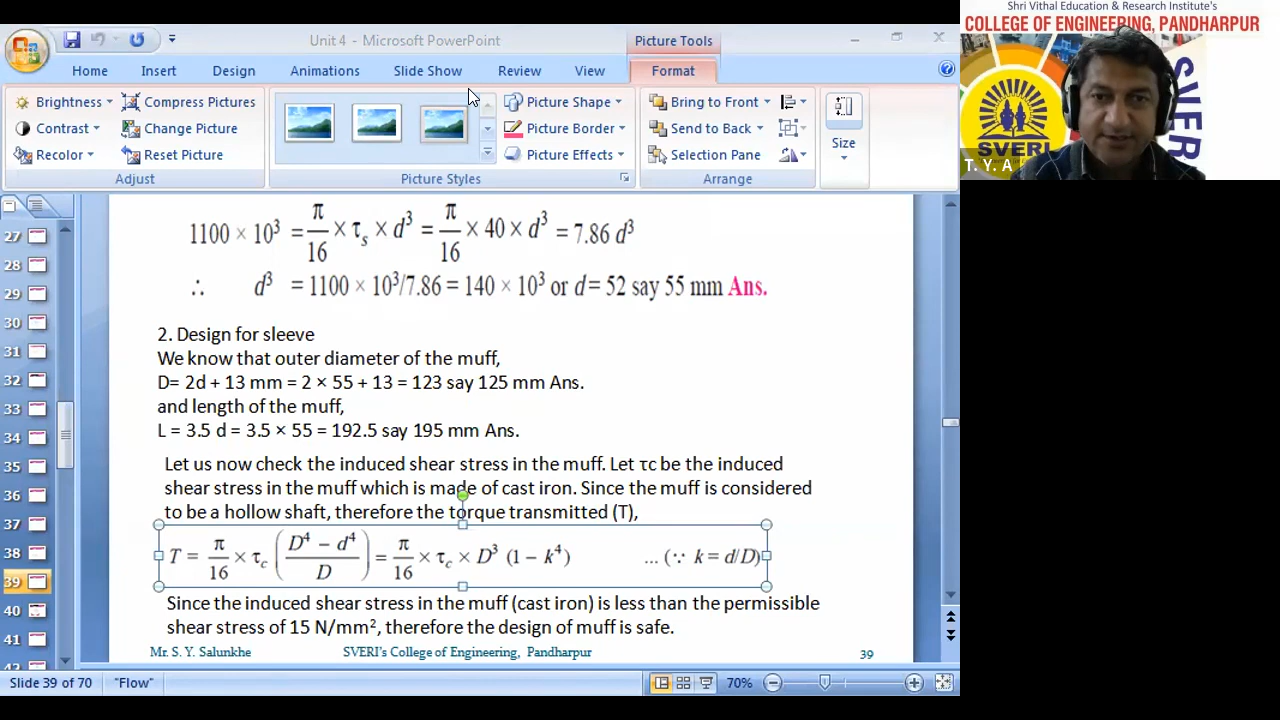 Shri Vithal Education & Research Institute's
COLLEGE OF ENGINEERING, PANDHARPUR
SVERI
SVERI
T. Y. A
Unit 4 - Microsoft PowerPoint
Picture Tools
Home Insert Design Animations Slide Show Review View Format
Brightness Compress Pictures Picture Shape Bring to Front
Contrast Change Picture Picture Border Send to Back
Recolor Reset Picture Picture Effects Selection Pane Size
Adjust Picture Styles Arrange
27
28
29
30
31
32
33
34
35
36
37
38
39
40
41
1100 × 10³ = π/16 × τs × d³ = π/16 × 40 × d³ = 7.86 d³
∴ d³ = 1100 × 10³/7.86 = 140 × 10³ or d = 52 say 55 mm Ans.
2. Design for sleeve
We know that outer diameter of the muff,
D= 2d + 13 mm = 2 × 55 + 13 = 123 say 125 mm Ans.
and length of the muff,
L = 3.5 d = 3.5 × 55 = 192.5 say 195 mm Ans.
Let us now check the induced shear stress in the muff. Let τc be the induced
shear stress in the muff which is made of cast iron. Since the muff is considered
to be a hollow shaft, therefore the torque transmitted (T),
T = π/16 × τc (D⁴ – d⁴ / D) = π/16 × τc × D³ (1 – k⁴) ... (∵ k = d/D)
Since the induced shear stress in the muff (cast iron) is less than the permissible
shear stress of 15 N/mm², therefore the design of muff is safe.
Mr. S. Y. Salunkhe SVERI's College of Engineering, Pandharpur 39
Slide 39 of 70 "Flow" 70%